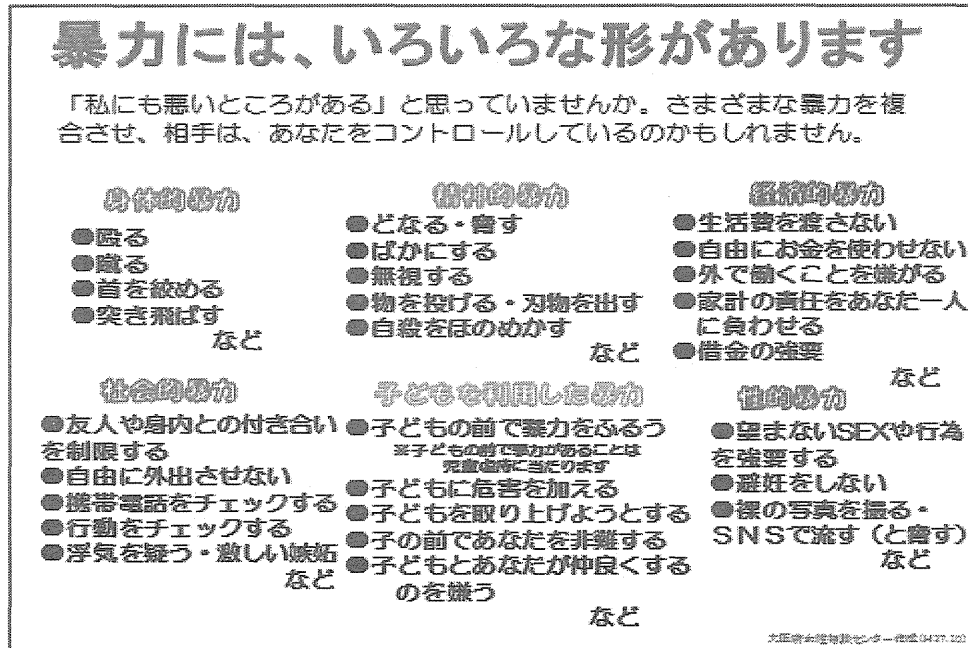 暴力には、いろいろな形があります
「私にも悪いところがある」と思っていませんか。さまざまな暴力を複
合させ、相手は、あなたをコントロールしているのかもしれません。
身体的暴力
●殴る
●蹴る
●首を絞める
●突き飛ばす
など
精神的暴力
●どなる・脅す
●ばかにする
●無視する
●物を投げる・刃物を出す
●自殺をほのめかす
など
経済的暴力
●生活費を渡さない
●自由にお金を使わせない
●外で働くことを嫌がる
●家計の責任をあなた一人
に負わせる
●借金の強要
など
社会的暴力
●友人や身内との付き合い
を制限する
●自由に外出させない
●携帯電話をチェックする
●行動をチェックする
●浮気を疑う・激しい嫉妬
など
子どもを利用した暴力
●子どもの前で暴力をふるう
※子どもの前で暴力があることは
児童虐待に当たります
●子どもに危害を加える
●子どもを取り上げようとする
●子の前であなたを非難する
●子どもとあなたが仲良くする
のを嫌う
など
性的暴力
●望まないSEXや行為
を強要する
●避妊をしない
●裸の写真を撮る・
SNSで流す(と脅す)
など
大阪府女性相談センター作成